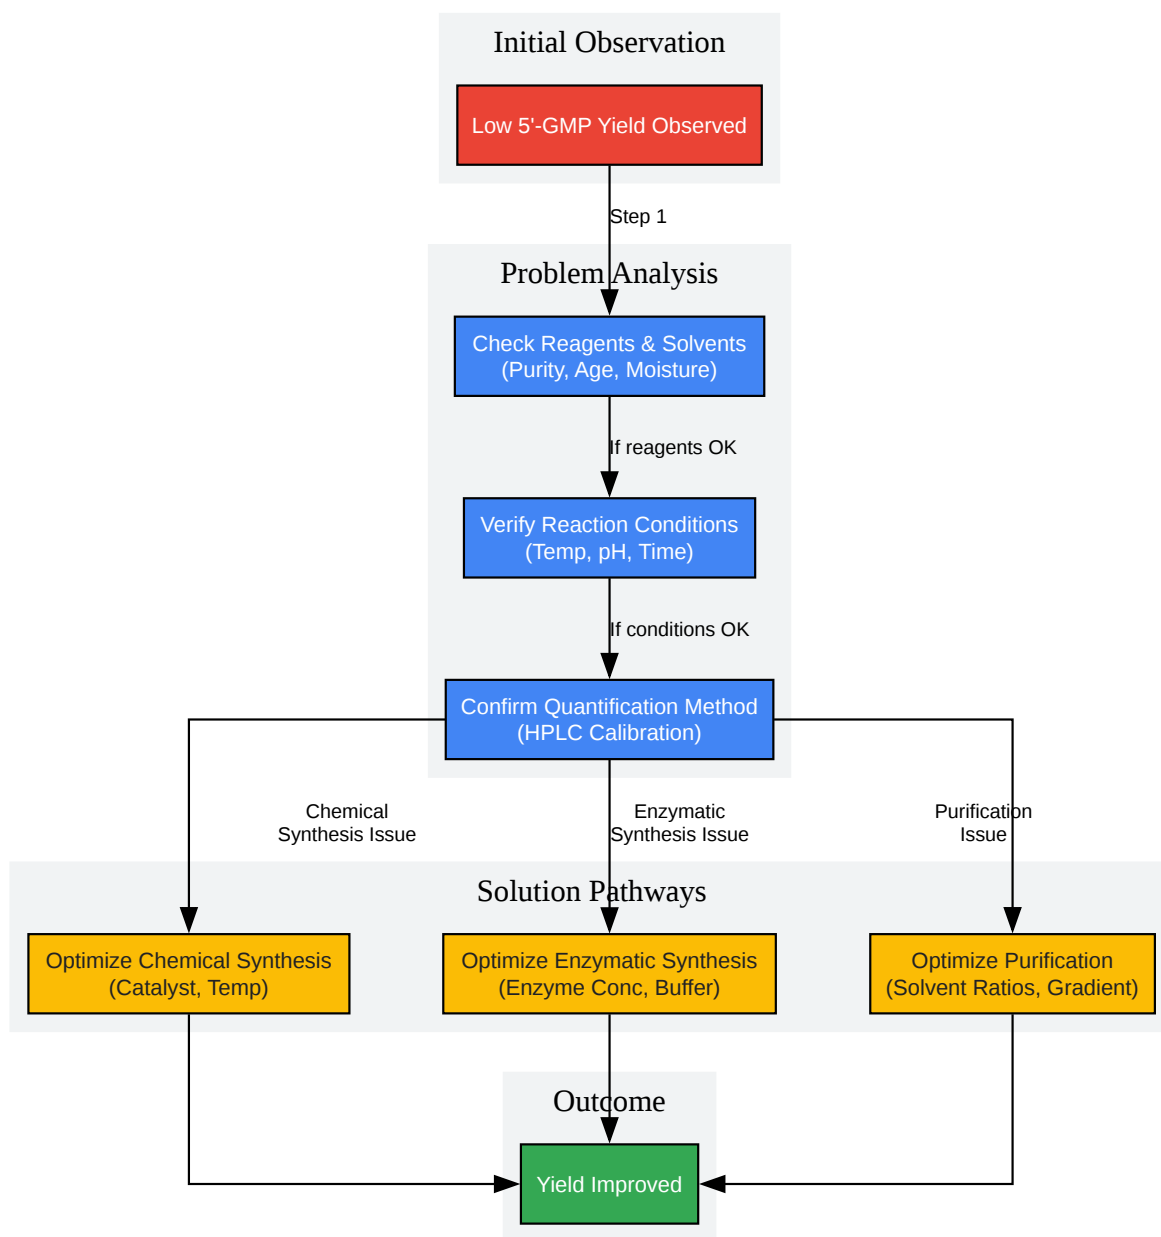 Initial Observation
Low 5'-GMP Yield Observed
Step 1
Problem Analysis
Check Reagents & Solvents
(Purity, Age, Moisture)
If reagents OK
Verify Reaction Conditions
(Temp, pH, Time)
If conditions OK
Confirm Quantification Method
(HPLC Calibration)
Chemical
Synthesis Issue
Enzymatic
Synthesis Issue
Purification
Issue
Solution Pathways
Optimize Chemical Synthesis
(Catalyst, Temp)
Optimize Enzymatic Synthesis
(Enzyme Conc, Buffer)
Optimize Purification
(Solvent Ratios, Gradient)
Outcome
Yield Improved